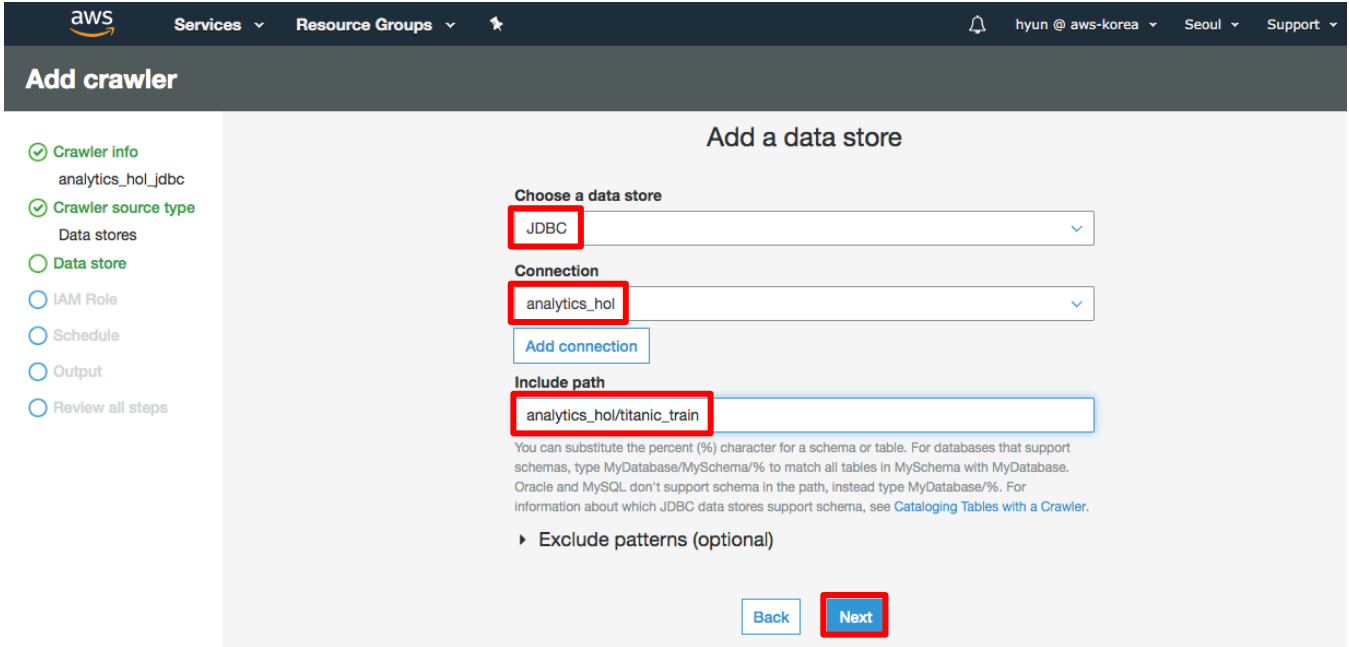 aws Services Resource Groups hyun @ aws-korea Seoul Support
Add crawler
Crawler info
analytics_hol_jdbc
Crawler source type
Data stores
Data store
IAM Role
Schedule
Output
Review all steps
Add a data store
Choose a data store
JDBC
Connection
analytics_hol
Add connection
Include path
analytics_hol/titanic_train
You can substitute the percent (%) character for a schema or table. For databases that support
schemas, type MyDatabase/MySchema/% to match all tables in MySchema with MyDatabase.
Oracle and MySQL don't support schema in the path, instead type MyDatabase/%. For
information about which JDBC data stores support schema, see Cataloging Tables with a Crawler.
Exclude patterns (optional)
Back Next